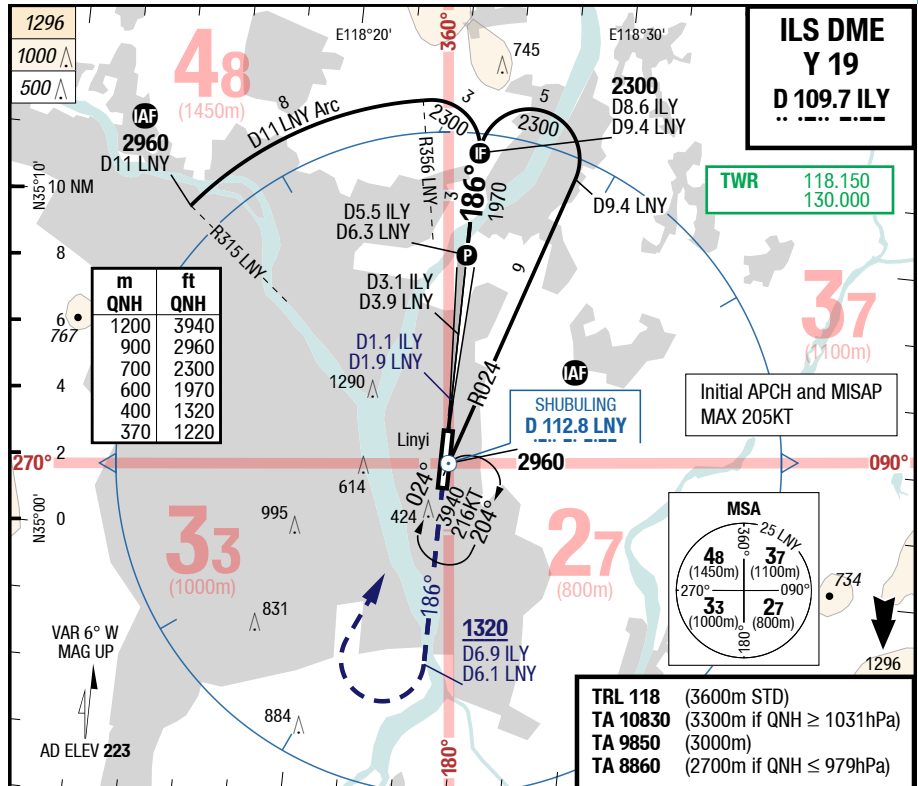 1296
1000
500
E118°20'
360°
745
E118°30'
ILS DME
Y 19
D 109.7 ILY
48
(1450m)
8
D11 LNY Arc
3
2300
5
2300
2300
D8.6 ILY
D9.4 LNY
IAF
2960
D11 LNY
IF
R356 LNY
186°
3
1970
TWR 118.150
130.000
N35°10'
10 NM
D9.4 LNY
R315 LNY
D5.5 ILY
D6.3 LNY
P
8
9
m ft
QNH QNH
1200 3940
900 2960
700 2300
600 1970
400 1320
370 1220
D3.1 ILY
D3.9 LNY
37
(1100m)
6
767
D1.1 ILY
D1.9 LNY
4
1290
R024
IAF
SHUBULING
D 112.8 LNY
Initial APCH and MISAP
MAX 205KT
Linyi
2
270°
2960
090°
614
024°
3940
216KT
204°
424
N35°00'
0
995
33
(1000m)
27
(800m)
MSA
25 LNY
360°
48
(1450m)
37
(1100m)
270°
090°
33
(1000m)
27
(800m)
180°
734
1296
186°
831
VAR 6° W
MAG UP
1320
D6.9 ILY
D6.1 LNY
884
AD ELEV 223
180°
TRL 118 (3600m STD)
TA 10830 (3300m if QNH ≥ 1031hPa)
TA 9850 (3000m)
TA 8860 (2700m if QNH ≤ 979hPa)